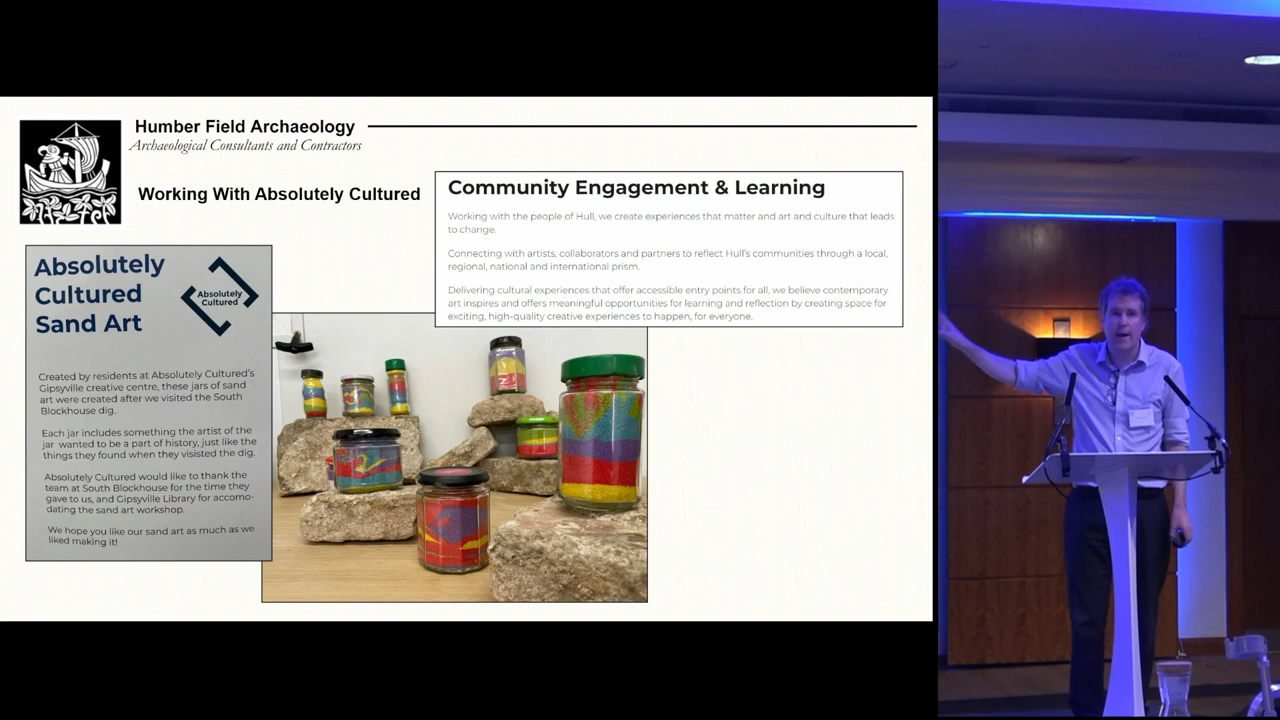 Humber Field Archaeology
Archaeological Consultants and Contractors
Working With Absolutely Cultured
Community Engagement & Learning
Working with the people of Hull, we create experiences that matter and art and culture that leads
to change.
Connecting with artists, collaborators and partners to reflect Hull's communities through a local,
regional, national and international prism.
Delivering cultural experiences that offer accessible entry points for all, we believe contemporary
art inspires and offers meaningful opportunities for learning and reflection by creating space for
exciting, high-quality creative experiences to happen, for everyone.
Absolutely
Cultured
Sand Art
Absolutely
Cultured
Created by residents at Absolutely Cultured's
Gipsyville creative centre, these jars of sand
art were created after we visited the South
Blockhouse dig.
Each jar includes something the artist of the
jar wanted to be a part of history, just like the
things they found when they visisted the dig.
Absolutely Cultured would like to thank the
team at South Blockhouse for the time they
gave to us, and Gipsyville Library for accomo-
dating the sand art workshop.
We hope you like our sand art as much as we
liked making it!